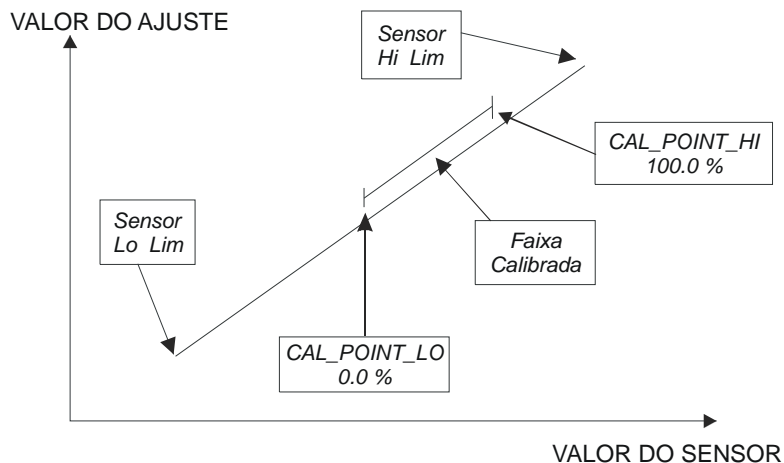 VALOR DO AJUSTE
Sensor
Hi Lim
CAL_POINT_HI
100.0 %
Sensor
Lo Lim
Faixa
Calibrada
CAL_POINT_LO
0.0 %
VALOR DO SENSOR